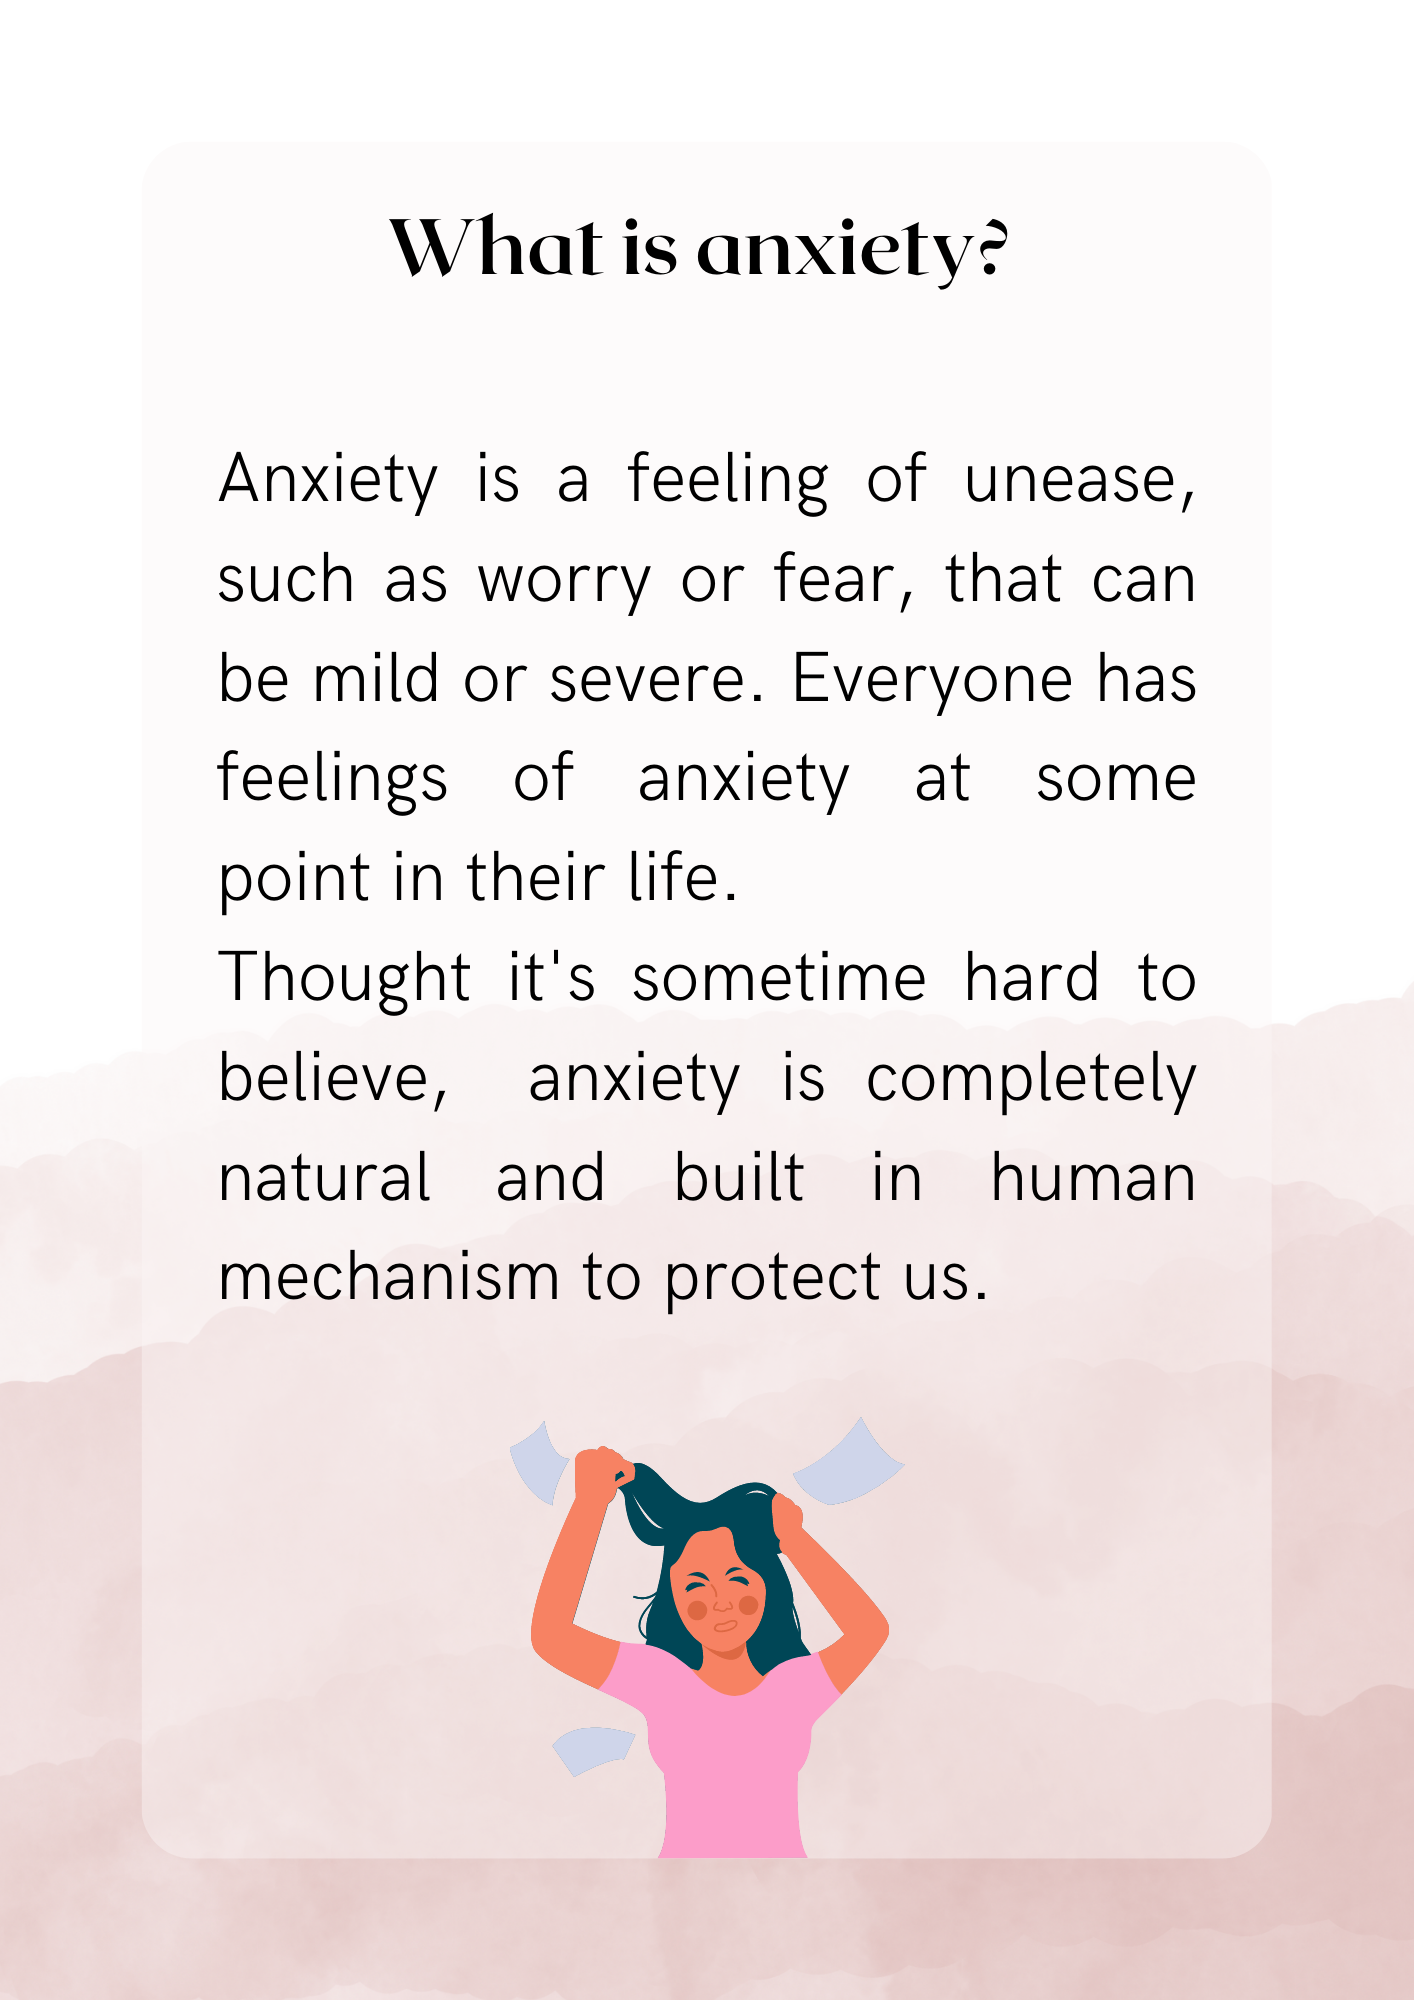 What is anxiety?
Anxiety is a feeling of unease,
such as worry or fear, that can
be mild or severe. Everyone has
feelings of anxiety at some
point in their life.
Thought it's sometime hard to
believe, anxiety is completely
natural and built in human
mechanism to protect us.